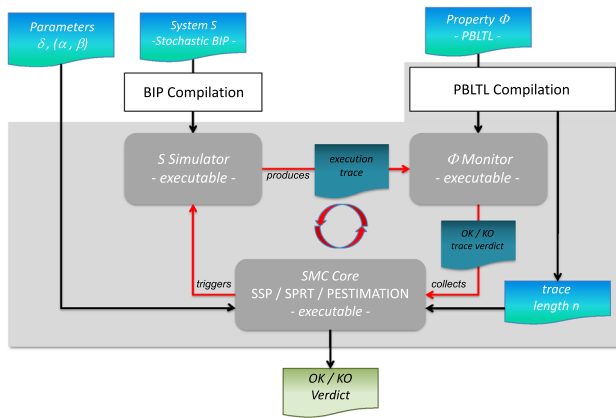 Parameters
δ, (α, β)
System S
-Stochastic BIP -
Property Φ
- PBLTL -
BIP Compilation
PBLTL Compilation
S Simulator
- executable -
produces
execution
trace
Φ Monitor
- executable -
OK / KO
trace verdict
triggers
SMC Core
SSP / SPRT / PESTIMATION
- executable -
collects
trace
length n
OK / KO
Verdict